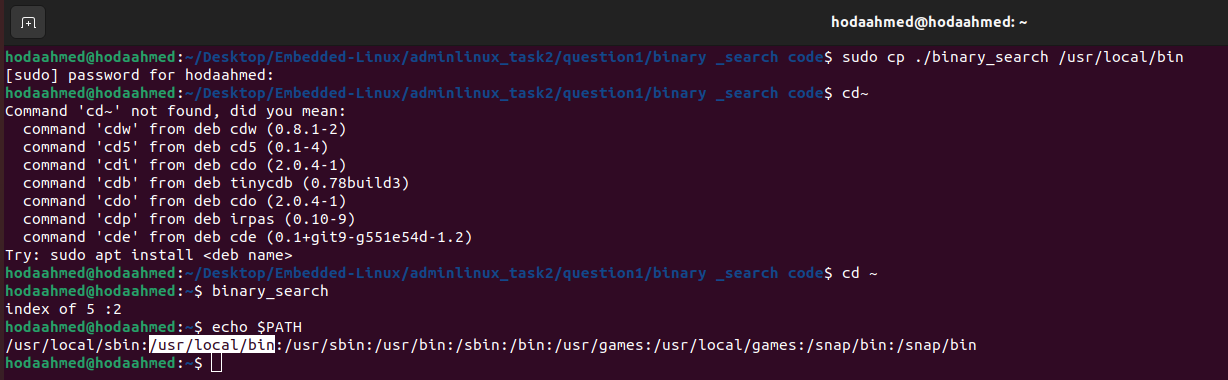 hodaahmed@hodaahmed: ~
hodaahmed@hodaahmed:~/Desktop/Embedded-Linux/adminlinux_task2/question1/binary _search code$ sudo cp ./binary_search /usr/local/bin
[sudo] password for hodaahmed:
hodaahmed@hodaahmed:~/Desktop/Embedded-Linux/adminlinux_task2/question1/binary _search code$ cd~
Command 'cd~' not found, did you mean:
  command 'cdw' from deb cdw (0.8.1-2)
  command 'cd5' from deb cd5 (0.1-4)
  command 'cdi' from deb cdo (2.0.4-1)
  command 'cdb' from deb tinycdb (0.78build3)
  command 'cdo' from deb cdo (2.0.4-1)
  command 'cdp' from deb irpas (0.10-9)
  command 'cde' from deb cde (0.1+git9-g551e54d-1.2)
Try: sudo apt install <deb name>
hodaahmed@hodaahmed:~/Desktop/Embedded-Linux/adminlinux_task2/question1/binary _search code$ cd ~
hodaahmed@hodaahmed:~$ binary_search
index of 5 :2
hodaahmed@hodaahmed:~$ echo $PATH
/usr/local/sbin:/usr/local/bin:/usr/sbin:/usr/bin:/sbin:/bin:/usr/games:/usr/local/games:/snap/bin:/snap/bin
hodaahmed@hodaahmed:~$